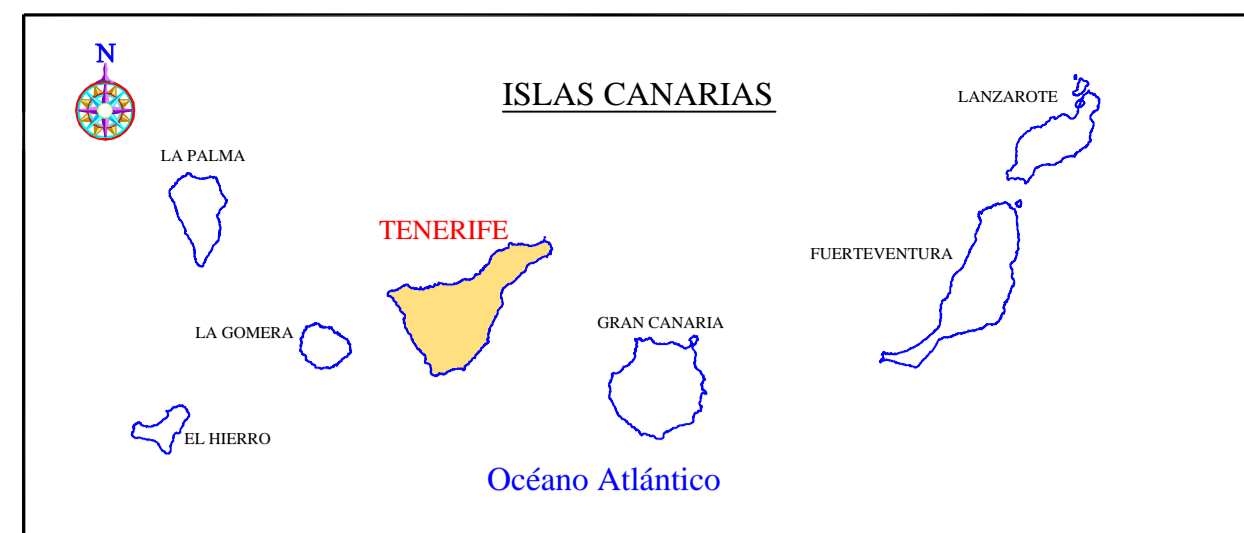 N
ISLAS CANARIAS
LANZAROTE
LA PALMA
TENERIFE
FUERTEVENTURA
GRAN CANARIA
LA GOMERA
EL HIERRO
Océano Atlántico